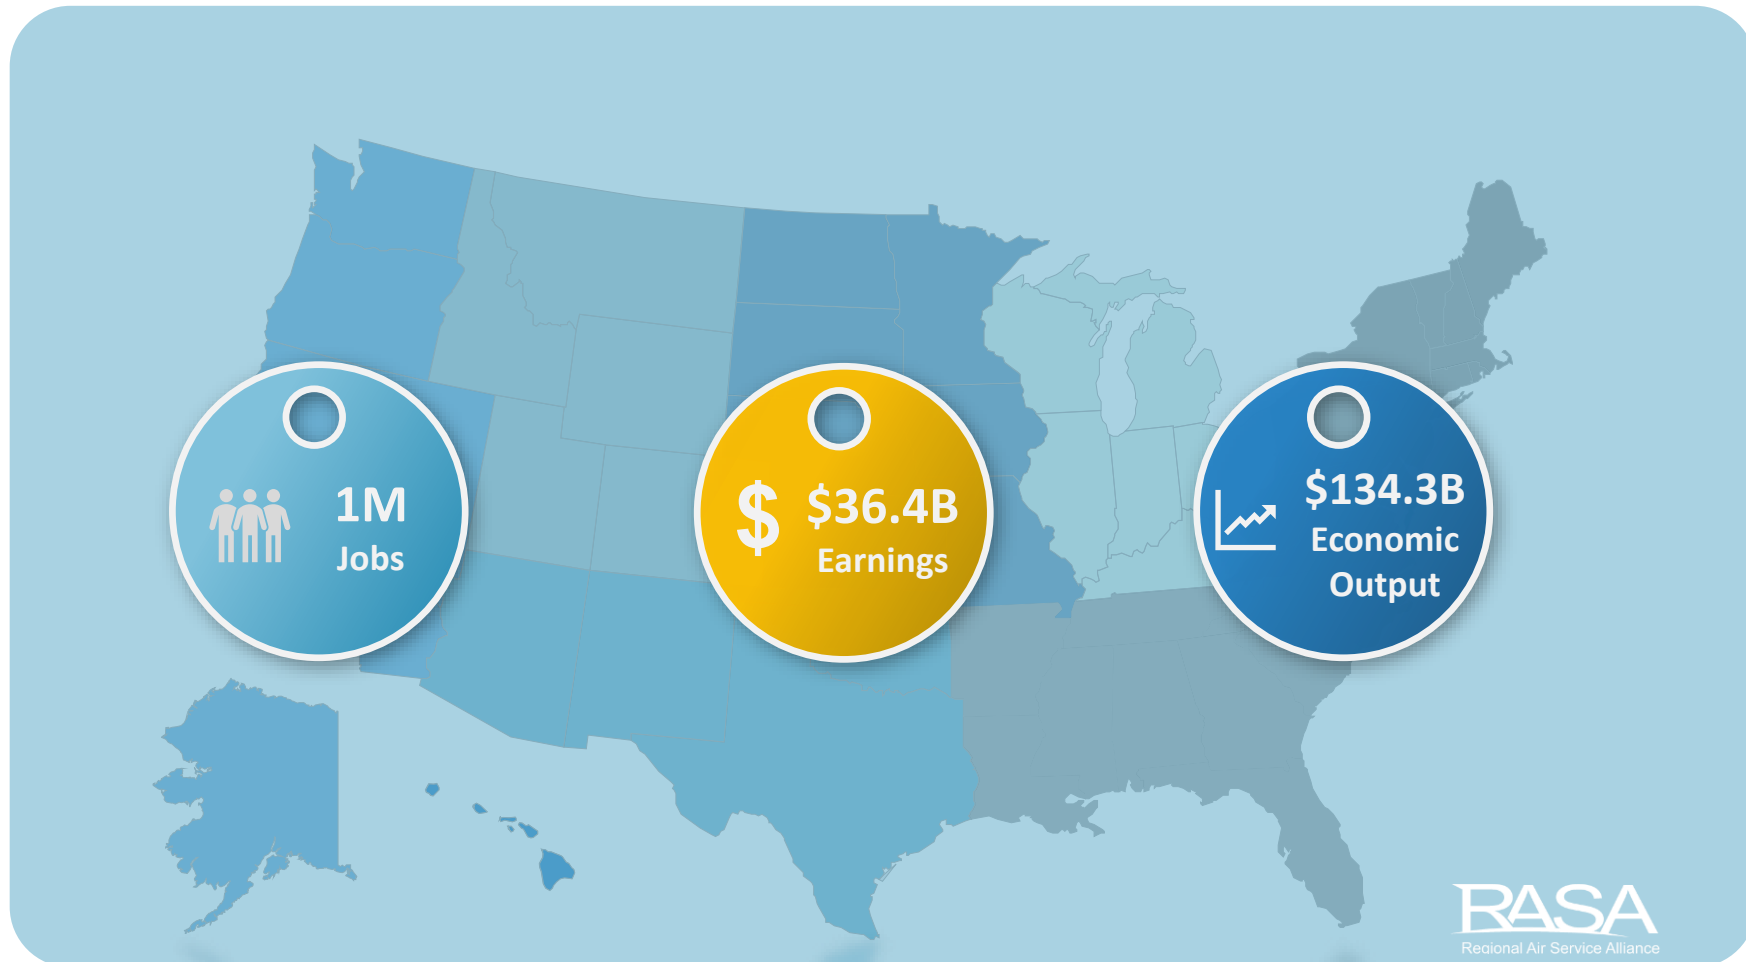 1M
Jobs
$ $36.4B
Earnings
$134.3B
Economic
Output
RASA
Regional Air Service Alliance